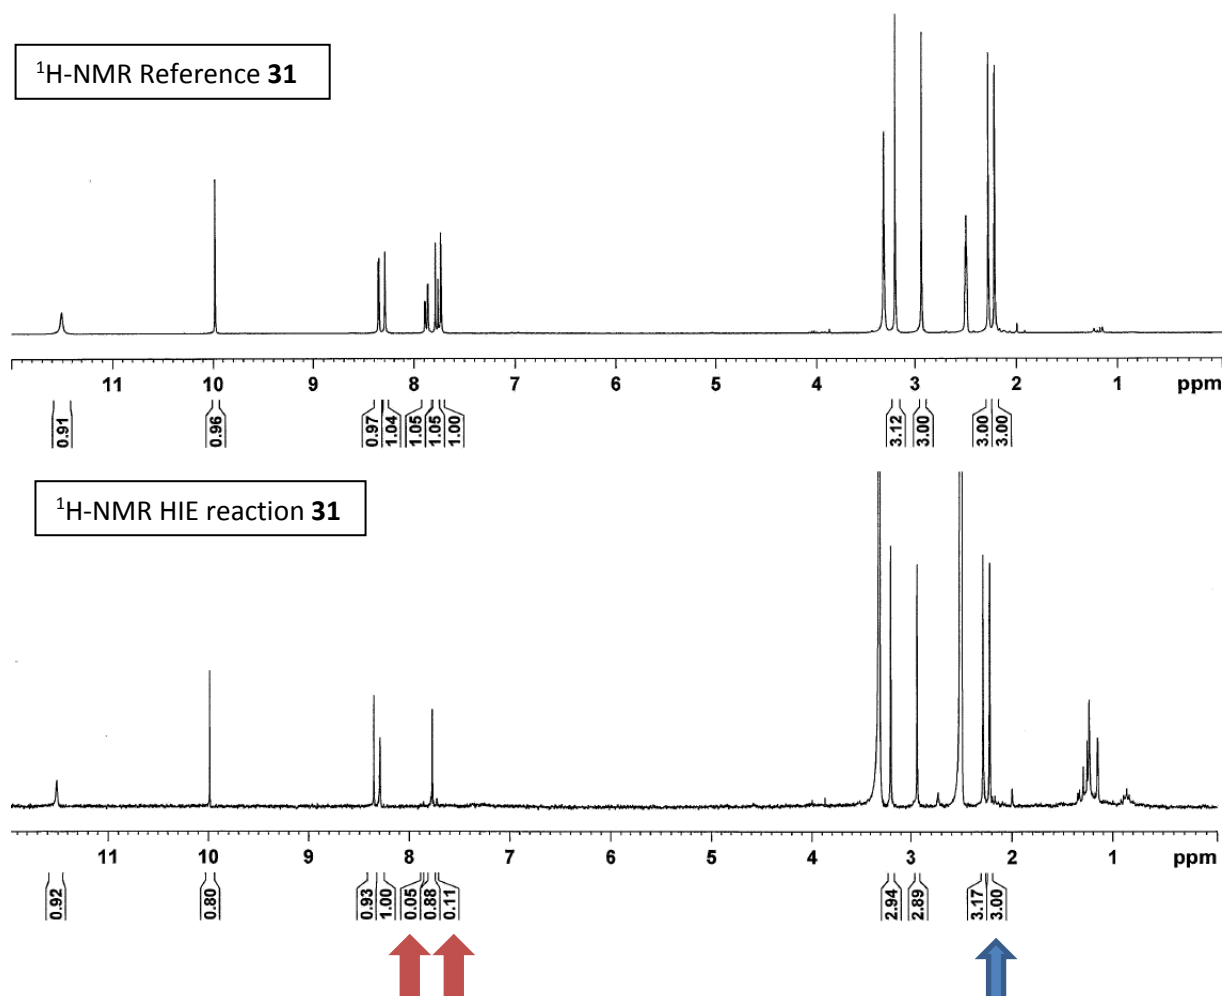 ¹H-NMR Reference 31
11 10 9 8 7 6 5 4 3 2 1 ppm
0.91 0.96 0.97 1.04 1.05 1.05 1.00 3.12 3.00 3.00 3.00
¹H-NMR HIE reaction 31
11 10 9 8 7 6 5 4 3 2 1 ppm
0.92 0.80 0.93 1.00 0.05 0.88 0.11 2.94 2.89 3.17 3.00